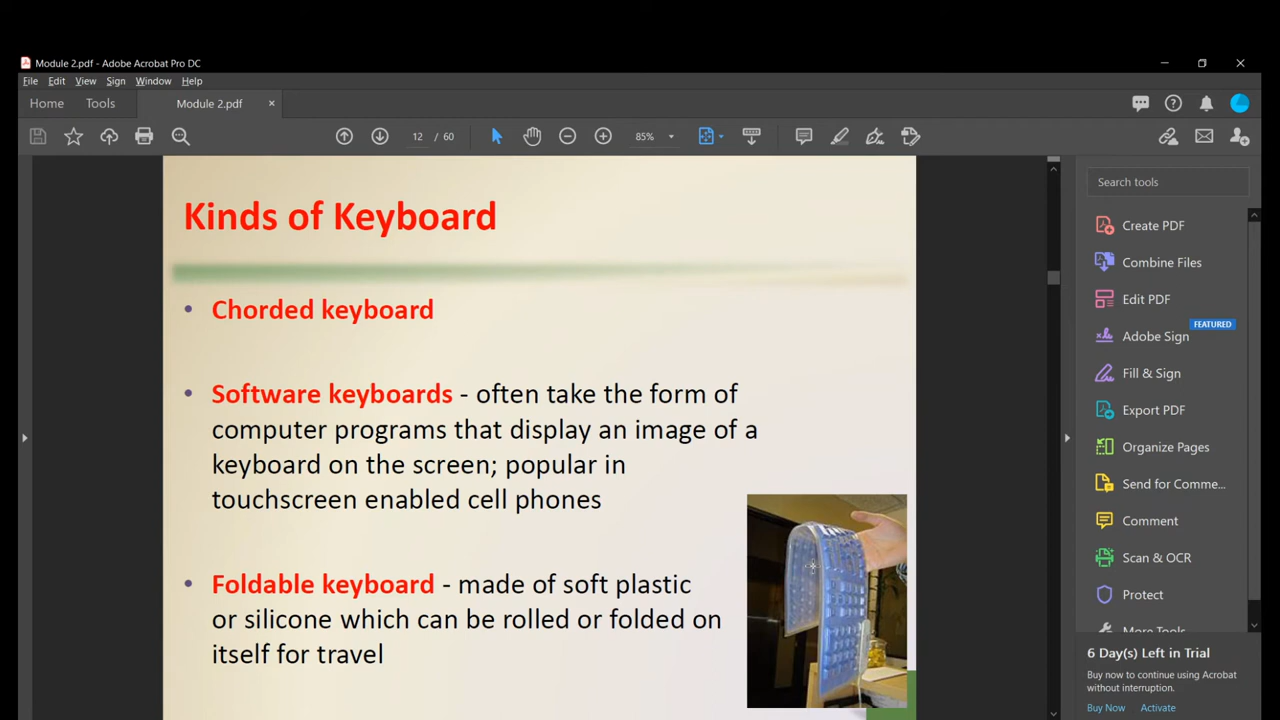 Module 2.pdf - Adobe Acrobat Pro DC
File Edit View Sign Window Help
Home Tools Module 2.pdf ×
12 / 60 85%
Kinds of Keyboard
• Chorded keyboard
• Software keyboards - often take the form of
computer programs that display an image of a
keyboard on the screen; popular in
touchscreen enabled cell phones
• Foldable keyboard - made of soft plastic
or silicone which can be rolled or folded on
itself for travel
Search tools
Create PDF
Combine Files
Edit PDF
FEATURED
Adobe Sign
Fill & Sign
Export PDF
Organize Pages
Send for Comme...
Comment
Scan & OCR
Protect
More Tools
6 Day(s) Left in Trial
Buy now to continue using Acrobat
without interruption.
Buy Now Activate